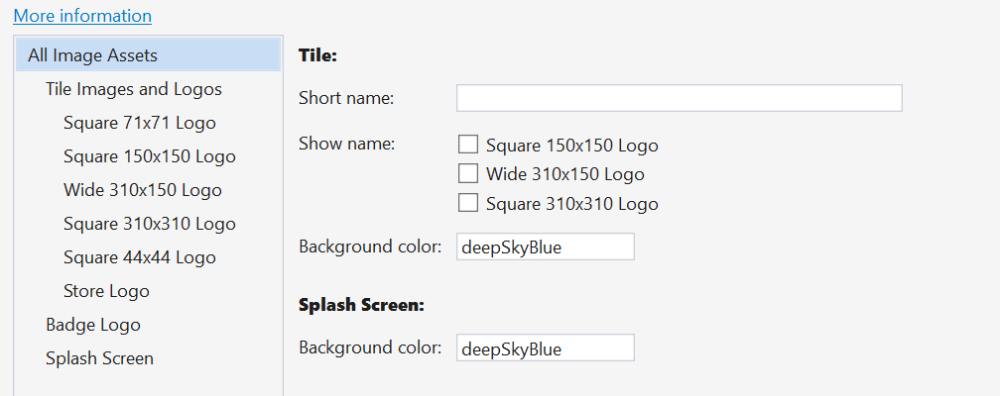 More information
All Image Assets
Tile Images and Logos
Square 71x71 Logo
Square 150x150 Logo
Wide 310x150 Logo
Square 310x310 Logo
Square 44x44 Logo
Store Logo
Badge Logo
Splash Screen
Tile:
Short name:
Show name:
Square 150x150 Logo
Wide 310x150 Logo
Square 310x310 Logo
Background color: deepSkyBlue
Splash Screen:
Background color: deepSkyBlue